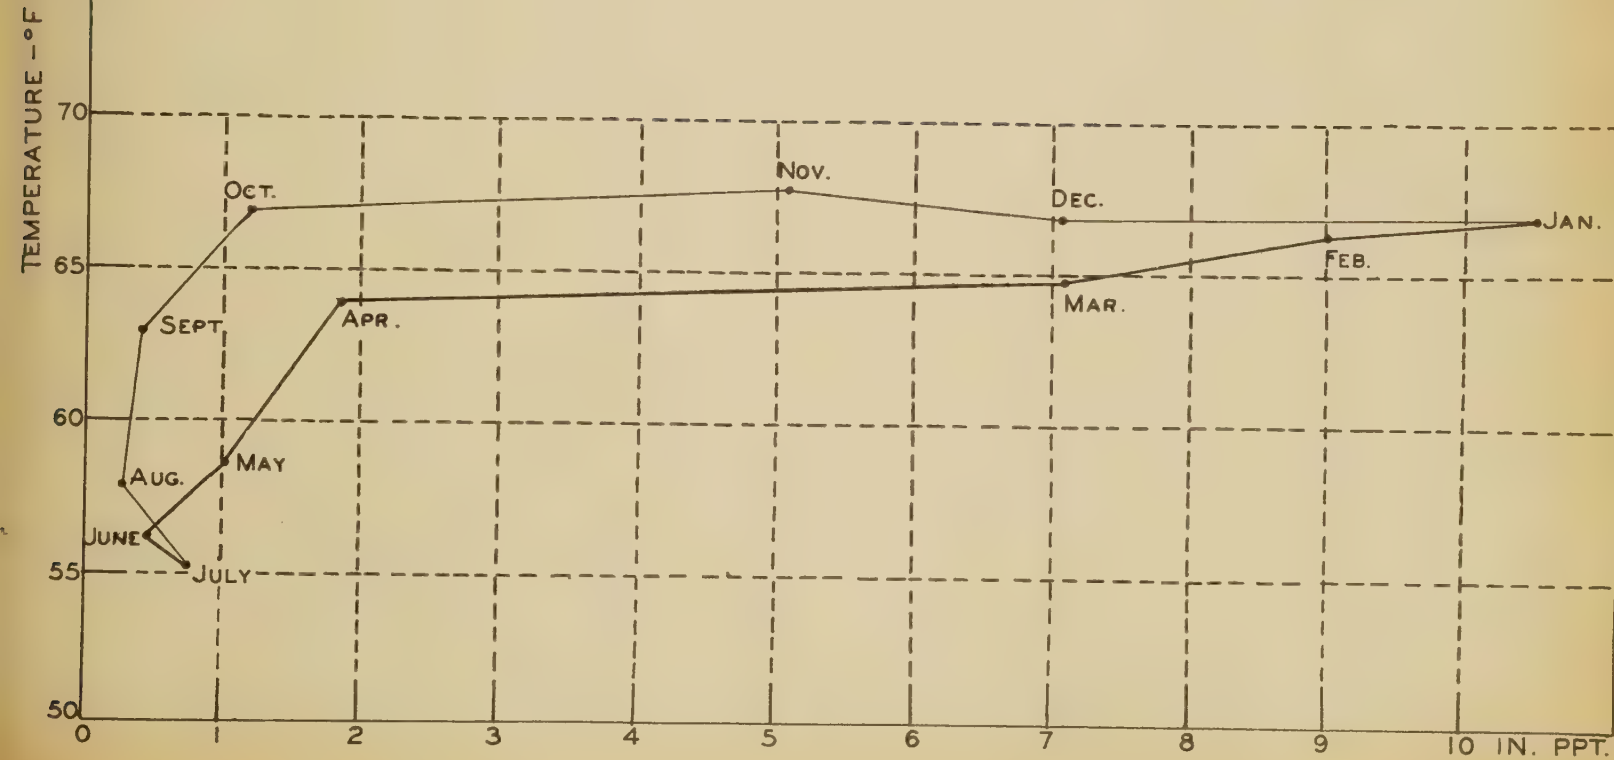 TEMPERATURE - °F
70
OCT.
NOV.
DEC.
JAN.
65
FEB.
SEPT.
APR.
MAR.
60
MAY
AUG.
JUNE
55
JULY
50
0 1 2 3 4 5 6 7 8 9 10 IN. PPT.